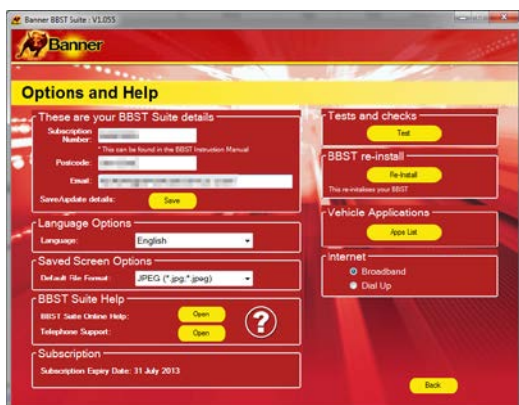 Banner BBST Suite : V1.055
Banner
Options and Help
These are your BBST Suite details
Subscription
Number:
* This can be found in the BBST Instruction Manual
Postcode:
Email:
Save/update details:
Save
Language Options
Language:
English
Saved Screen Options
Default File Format:
JPEG (*.jpg,*.jpeg)
BBST Suite Help
BBST Suite Online Help:
Open
Telephone Support:
Open
?
Subscription
Subscription Expiry Date: 31 July 2013
Tests and checks
Test
BBST re-install
Re-Install
This re-initialises your BBST
Vehicle Applications
Apps List
Internet
Broadband
Dial Up
Back